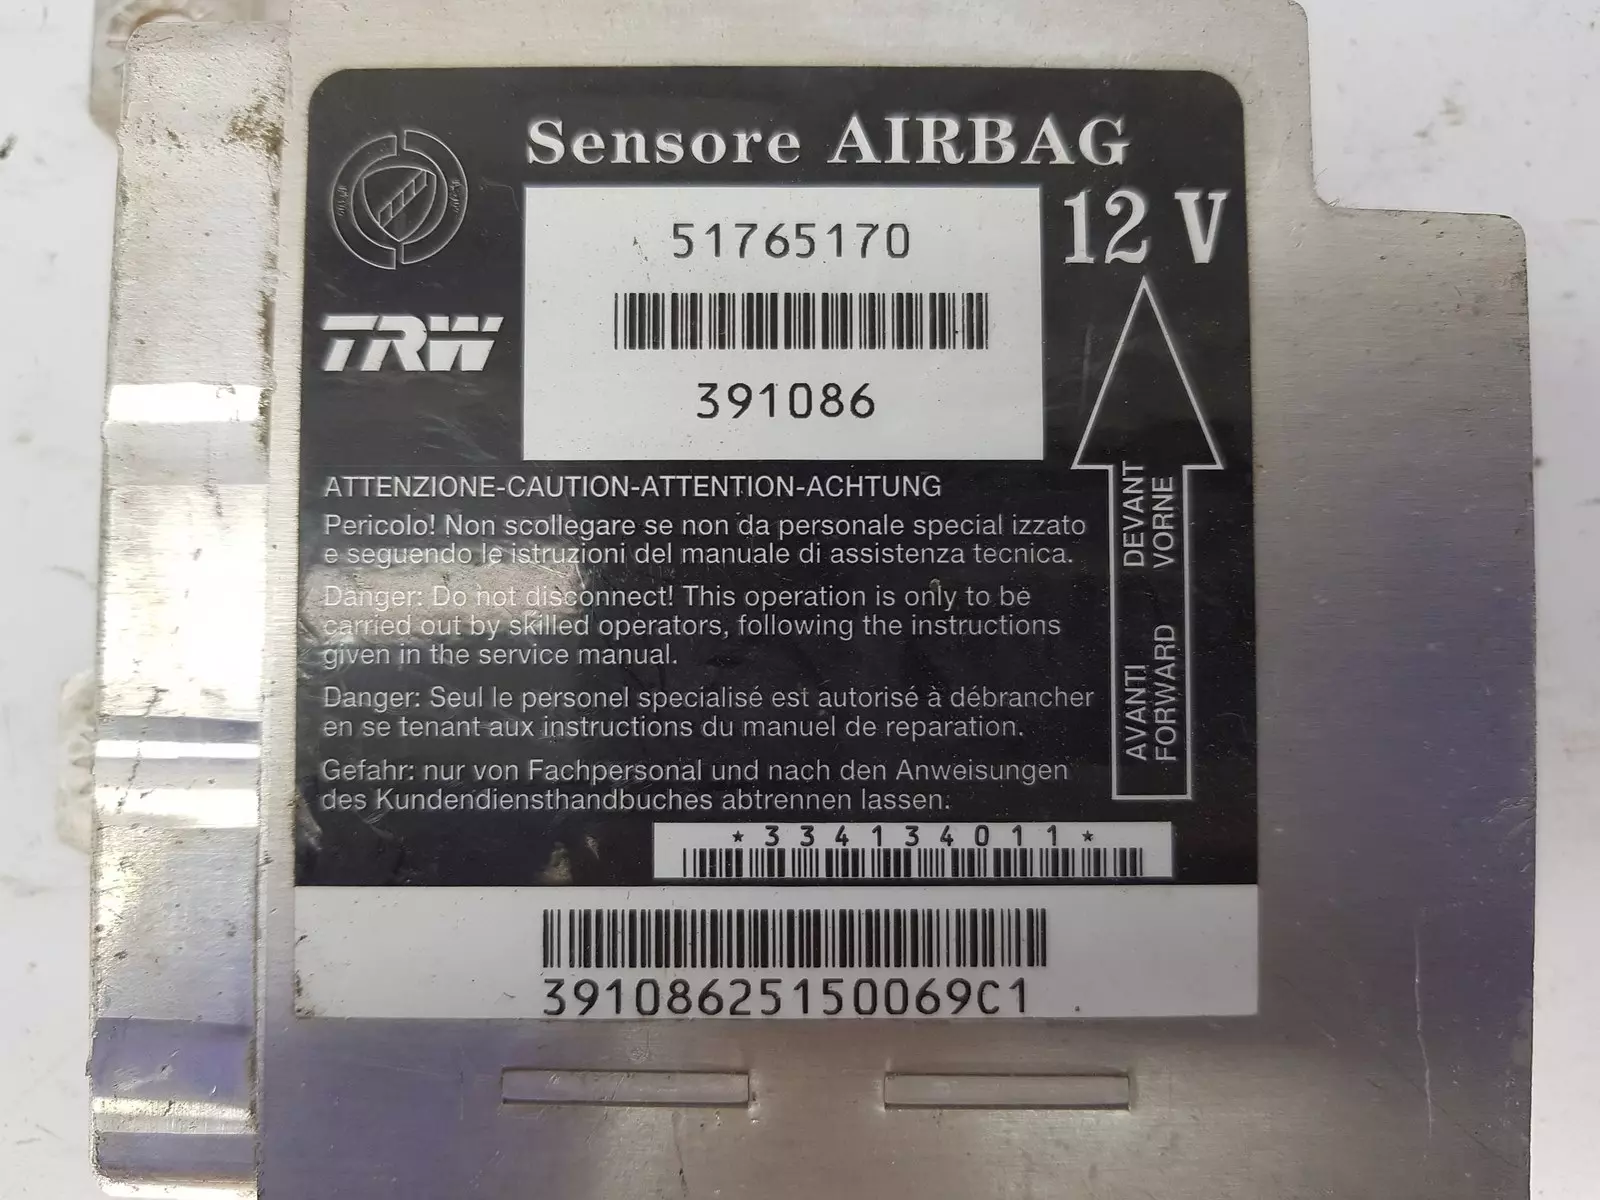 Sensore AIRBAG
12 V
51765170
391086
TRW
ATTENZIONE-CAUTION-ATTENTION-ACHTUNG
Pericolo! Non scollegare se non da personale special izzato
e seguendo le istruzioni del manuale di assistenza tecnica.
Danger: Do not disconnect! This operation is only to be
carried out by skilled operators, following the instructions
given in the service manual.
Danger: Seul le personel specialisé est autorisé à débrancher
en se tenant aux instructions du manuel de reparation.
Gefahr: nur von Fachpersonal und nach den Anweisungen
des Kundendiensthandbuches abtrennen lassen.
AVANTI DEVANT
FORWARD VORNE
*334134011*
39108625150069C1